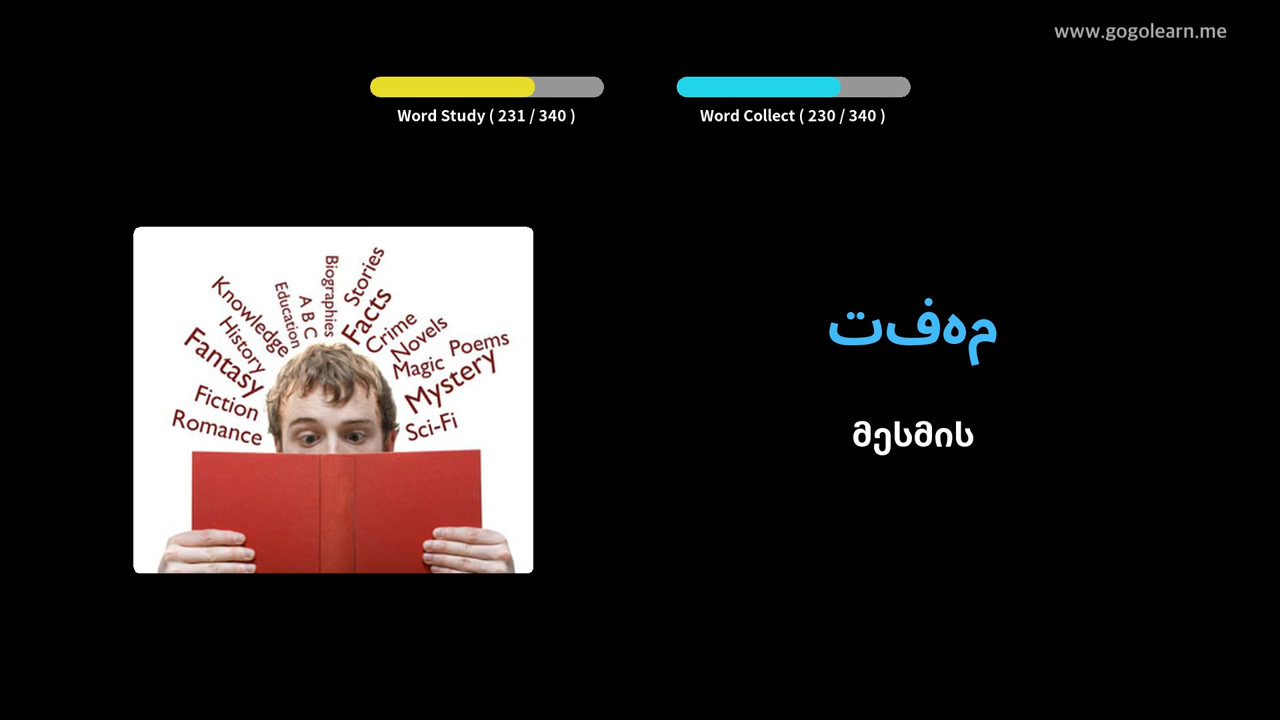 www.gogolearn.me
Word Study ( 231 / 340 )
Word Collect ( 230 / 340 )
Knowledge
History
Fantasy
Fiction
Romance
Education
A B C
Biographies
Stories
Facts
Crime
Novels
Magic
Poems
Mystery
Sci-Fi
مهفت
მესმის